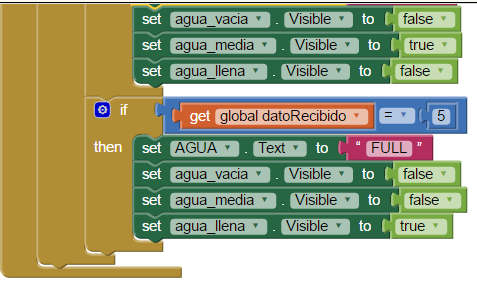 set agua_vacia . Visible to false
set agua_media . Visible to true
set agua_llena . Visible to false
if get global datoRecibido = 5
then set AGUA . Text to “ FULL ”
set agua_vacia . Visible to false
set agua_media . Visible to false
set agua_llena . Visible to true